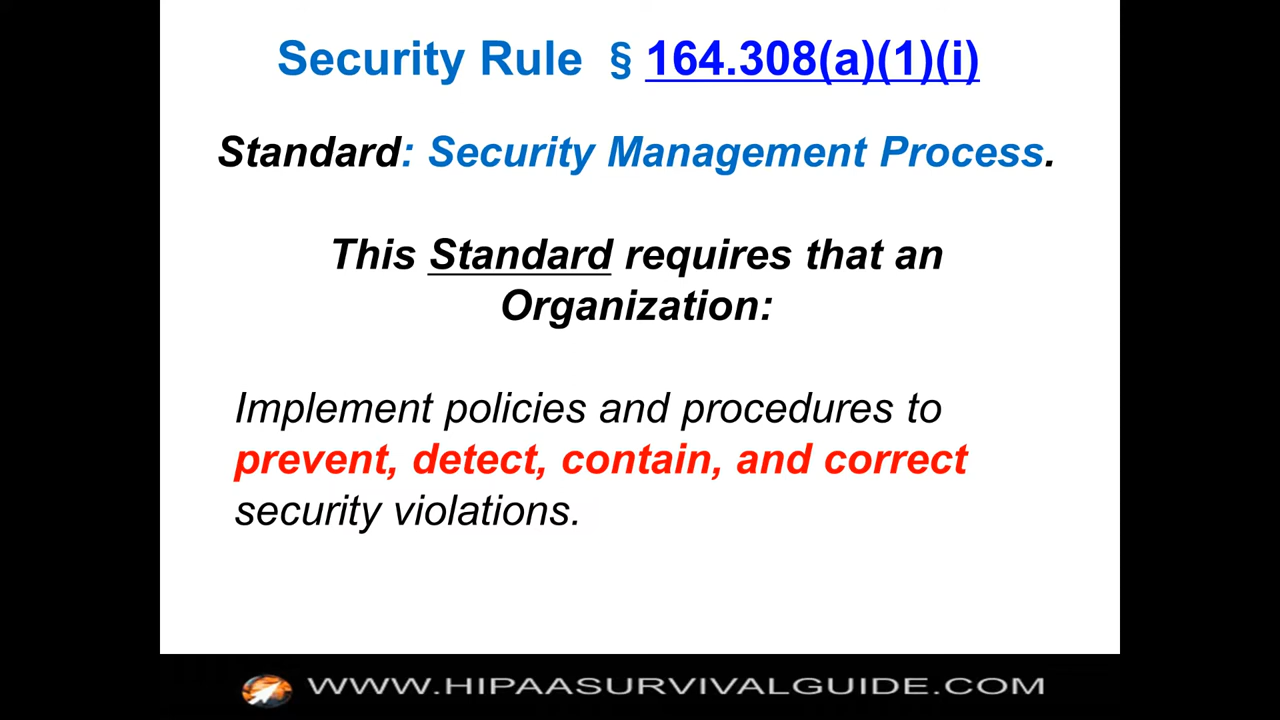 Security Rule § 164.308(a)(1)(i)
Standard: Security Management Process.
This Standard requires that an
Organization:
Implement policies and procedures to
prevent, detect, contain, and correct
security violations.
WWW.HIPAASURVIVALGUIDE.COM